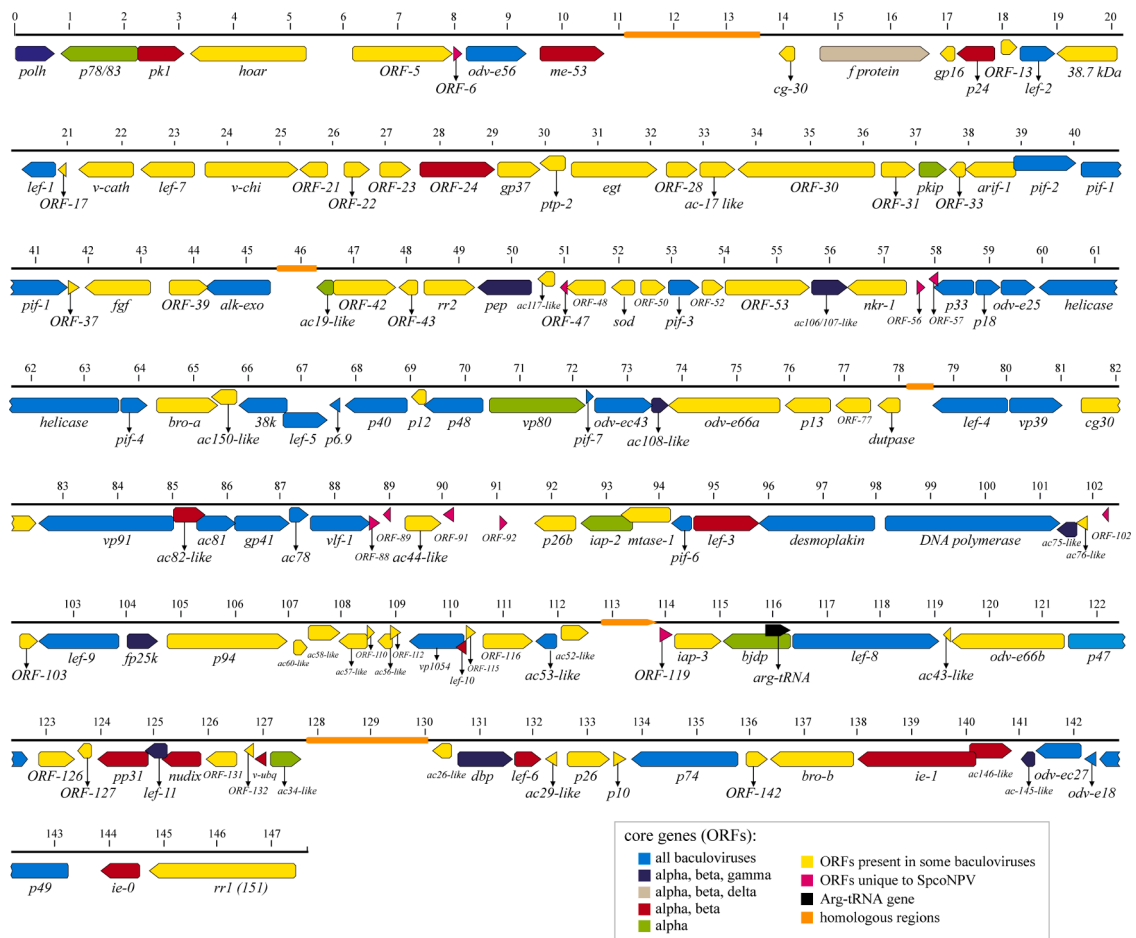 0 1 2 3 4 5 6 7 8 9 10 11 12 13 14 15 16 17 18 19 20
polh p78/83 pk1 hoar ORF-5 ORF-6 odv-e56 me-53 cg-30 f protein gp16 p24 ORF-13 lef-2 38.7 kDa
21 22 23 24 25 26 27 28 29 30 31 32 33 34 35 36 37 38 39 40
lef-1 ORF-17 v-cath lef-7 v-chi ORF-21 ORF-22 ORF-23 ORF-24 gp37 ptp-2 egt ORF-28 ac-17 like ORF-30 ORF-31 pkip ORF-33 arif-1 pif-2 pif-1
41 42 43 44 45 46 47 48 49 50 51 52 53 54 55 56 57 58 59 60 61
pif-1 ORF-37 fgf ORF-39 alk-exo ac19-like ORF-42 ORF-43 rr2 pep ac117-like ORF-47 ORF-48 sod ORF-50 pif-3 ORF-52 ORF-53 ac106/107-like nkr-1 ORF-56 ORF-57 p33 p18 odv-e25 helicase
62 63 64 65 66 67 68 69 70 71 72 73 74 75 76 77 78 79 80 81 82
helicase pif-4 bro-a ac150-like 38k lef-5 p6.9 p40 p12 p48 vp80 pif-7 odv-ec43 ac108-like odv-e66a p13 ORF-77 dutpase lef-4 vp39 cg30
83 84 85 86 87 88 89 90 91 92 93 94 95 96 97 98 99 100 101 102
vp91 ac82-like ac81 gp41 ac78 vlf-1 ORF-88 ORF-89 ac44-like ORF-91 ORF-92 p26b iap-2 mtase-1 pif-6 lef-3 desmoplakin DNA polymerase ac75-like ac76-like ORF-102
103 104 105 106 107 108 109 110 111 112 113 114 115 116 117 118 119 120 121 122
ORF-103 lef-9 fp25k p94 ac60-like ac58-like ac57-like ORF-110 ac56-like ORF-112 vp1054 lef-10 ORF-115 ORF-116 ac53-like ac52-like ORF-119 iap-3 bjdp arg-tRNA lef-8 ac43-like odv-e66b p47
123 124 125 126 127 128 129 130 131 132 133 134 135 136 137 138 139 140 141 142
ORF-126 ORF-127 pp31 lef-11 nudix ORF-131 ORF-132 v-ubq ac34-like ac26-like dbp lef-6 ac29-like p26 p10 p74 ORF-142 bro-b ie-1 ac146-like ac-145-like odv-ec27 odv-e18
143 144 145 146 147
p49 ie-0 rr1 (151)
core genes (ORFs):
all baculoviruses
alpha, beta, gamma
alpha, beta, delta
alpha, beta
alpha
ORFs present in some baculoviruses
ORFs unique to SpcoNPV
Arg-tRNA gene
homologous regions